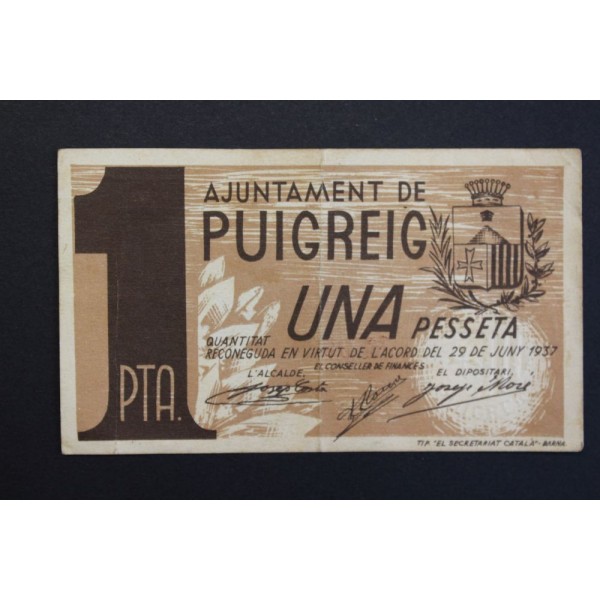 1
PTA.
AJUNTAMENT DE
PUIGREIG
UNA PESSETA
QUANTITAT
RECONEGUDA EN VIRTUT DE L'ACORD DEL 29 DE JUNY 1937
L'ALCALDE, EL CONSELLER DE FINANCES EL DIPOSITARI,
TIP. "EL SECRETARIAT CATALÀ" - BARNA